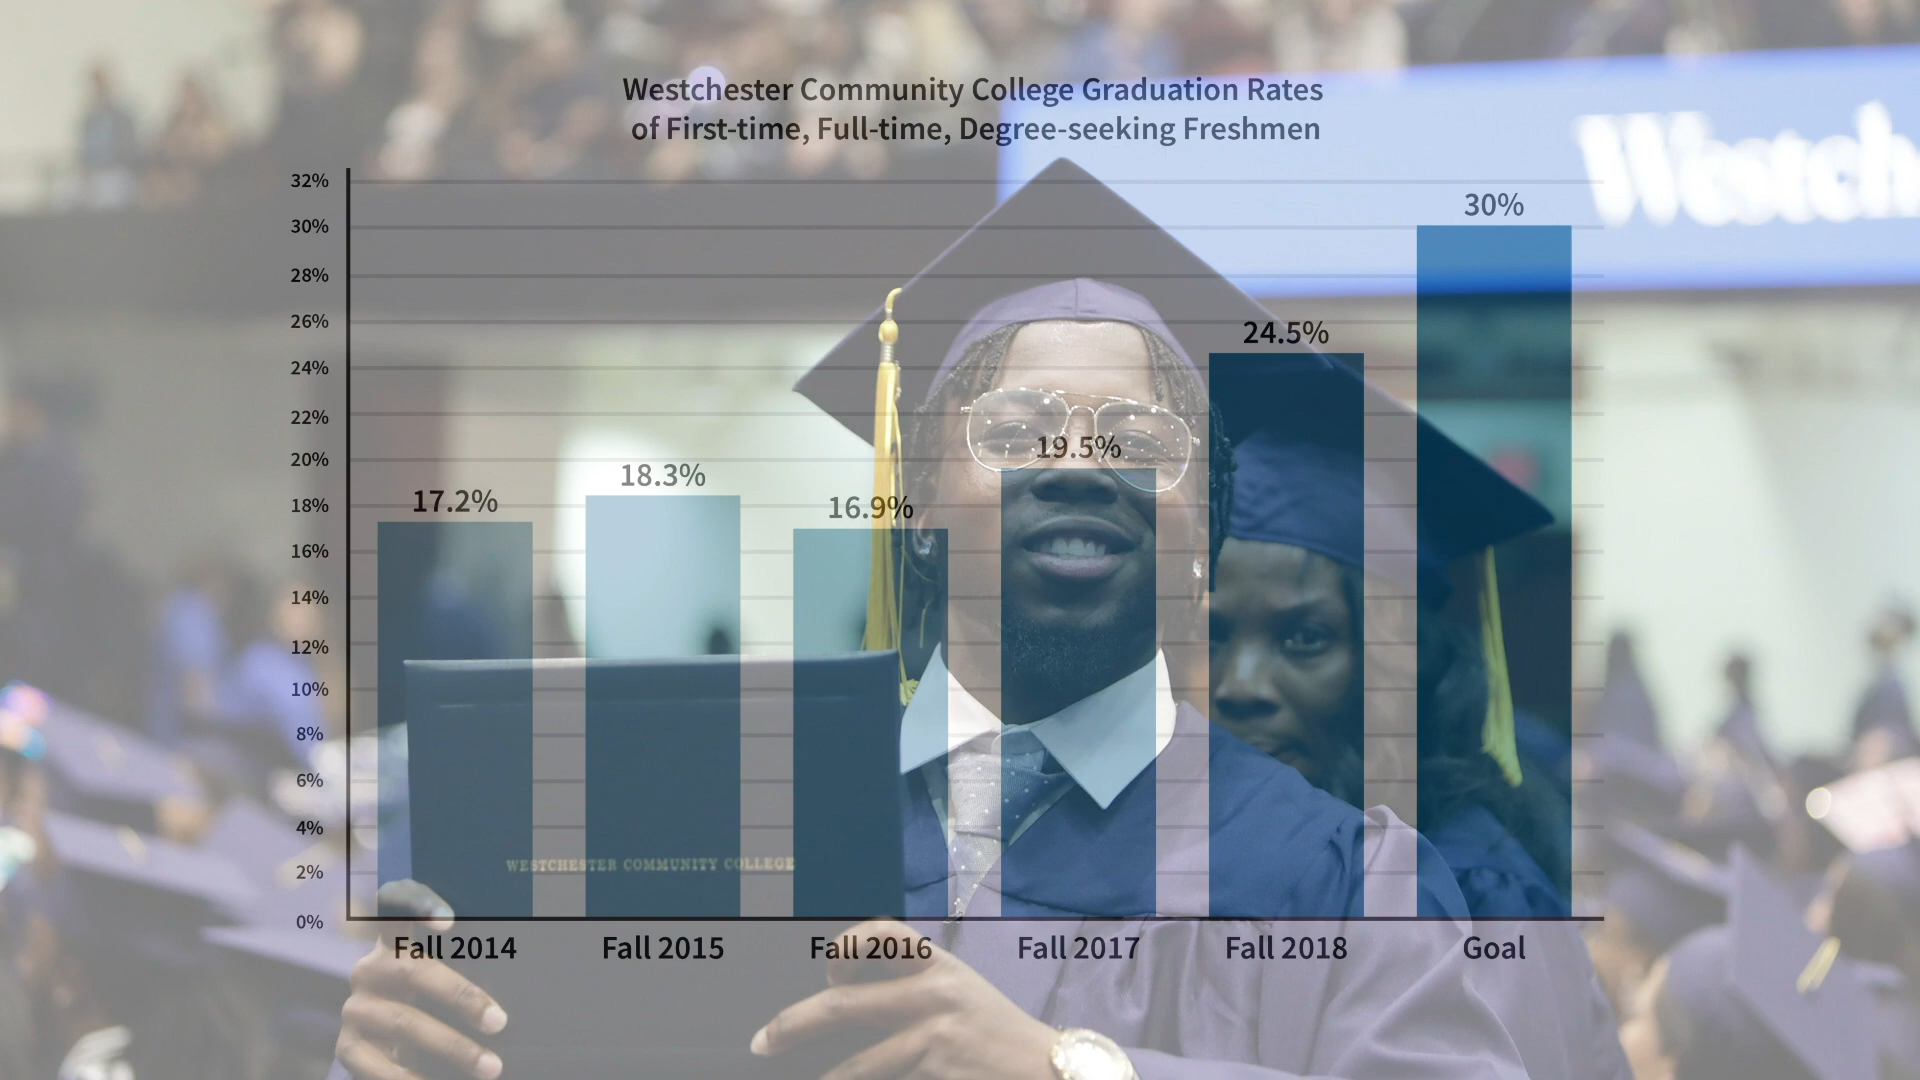 Westchester Community College Graduation Rates
of First-time, Full-time, Degree-seeking Freshmen
Westch
32%
30%
28%
26%
24%
22%
20%
18%
16%
14%
12%
10%
8%
6%
4%
2%
0%
17.2%
18.3%
16.9%
19.5%
24.5%
30%
WESTCHESTER COMMUNITY COLLEGE
Fall 2014
Fall 2015
Fall 2016
Fall 2017
Fall 2018
Goal